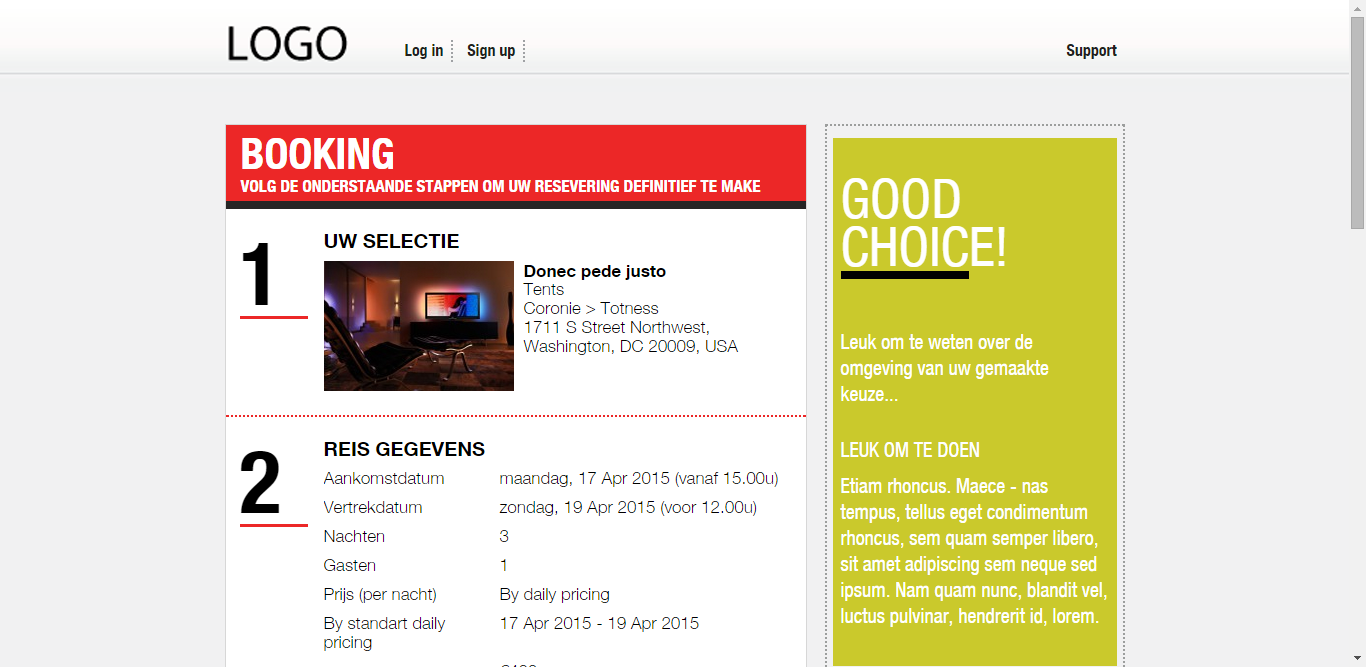 LOGO
Log in
Sign up
Support
BOOKING
VOLG DE ONDERSTAANDE STAPPEN OM UW RESEVERING DEFINITIEF TE MAKE
1
UW SELECTIE
Donec pede justo
Tents
Coronie > Totness
1711 S Street Northwest,
Washington, DC 20009, USA
2
REIS GEGEVENS
Aankomstdatum maandag, 17 Apr 2015 (vanaf 15.00u)
Vertrekdatum zondag, 19 Apr 2015 (voor 12.00u)
Nachten 3
Gasten 1
Prijs (per nacht) By daily pricing
By standart daily 17 Apr 2015 - 19 Apr 2015
pricing
GOOD
CHOICE!
Leuk om te weten over de
omgeving van uw gemaakte
keuze...
LEUK OM TE DOEN
Etiam rhoncus. Maece - nas
tempus, tellus eget condimentum
rhoncus, sem quam semper libero,
sit amet adipiscing sem neque sed
ipsum. Nam quam nunc, blandit vel,
luctus pulvinar, hendrerit id, lorem.